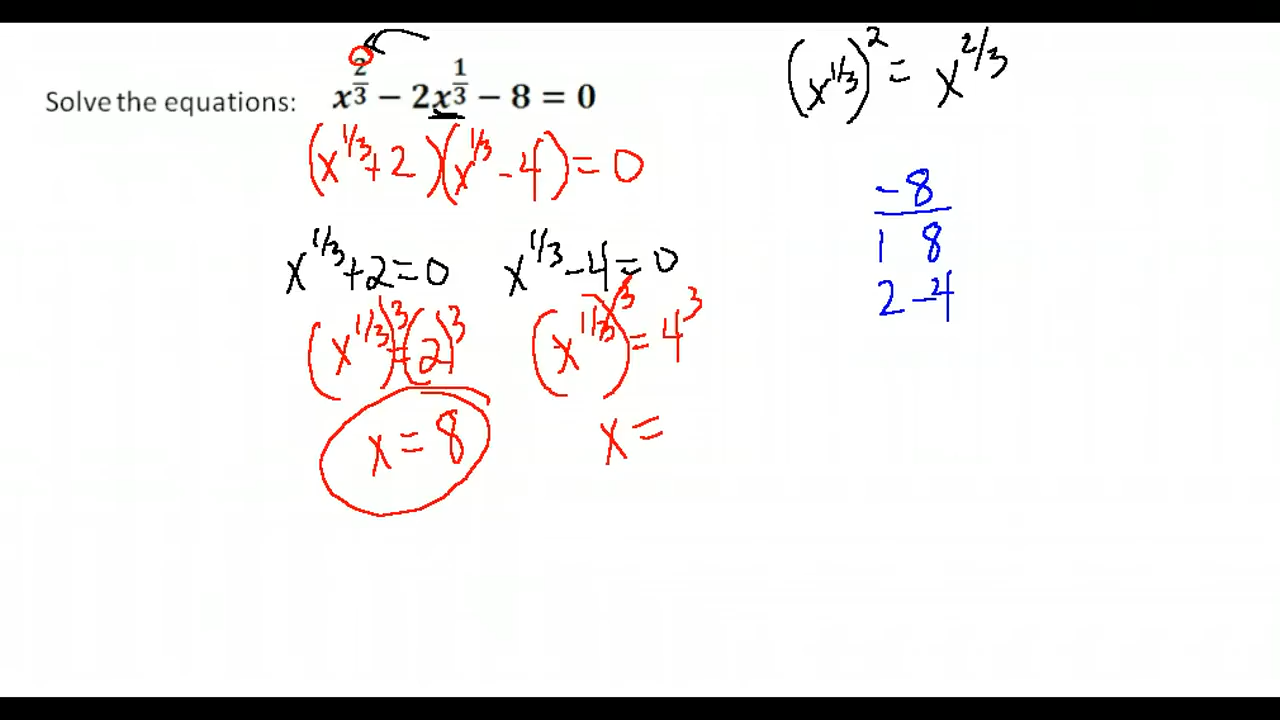 Solve the equations: x^{2/3} − 2x^{1/3} − 8 = 0
(x^{1/3})^2 = x^{2/3}
(x^{1/3} + 2)(x^{1/3} - 4) = 0
-8
1 8
2 -4
x^{1/3} + 2 = 0 x^{1/3} - 4 = 0
(x^{1/3})^3 = (2)^3 (x^{1/3})^3 = 4^3
x = 8 x =